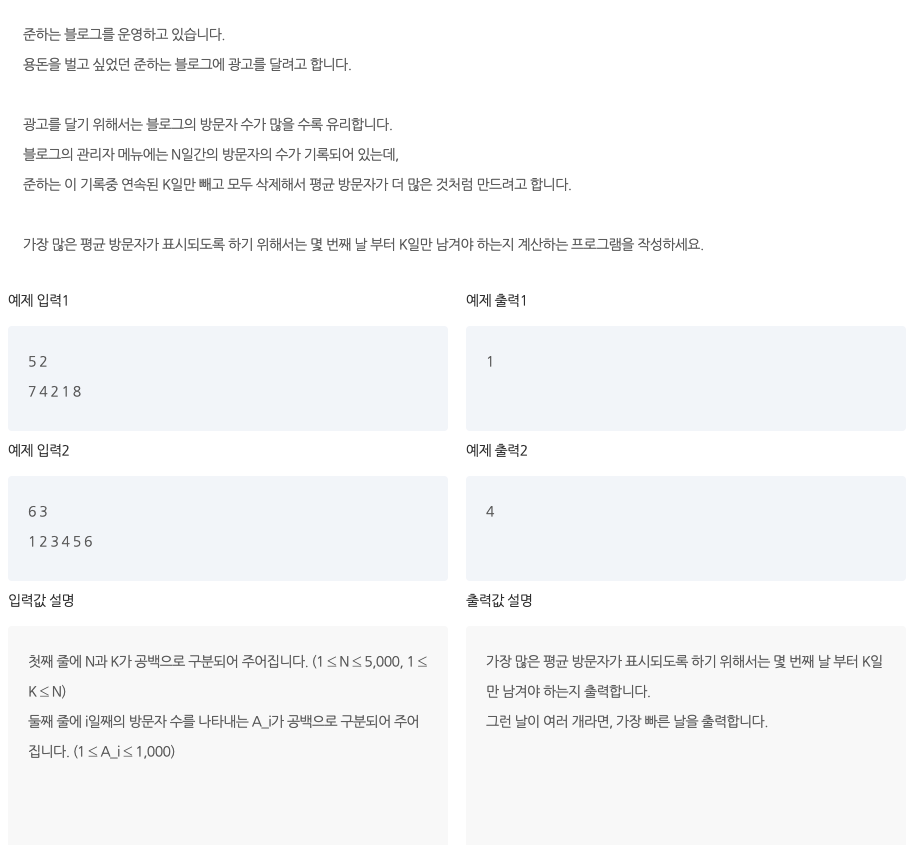 준하는 블로그를 운영하고 있습니다.
용돈을 벌고 싶었던 준하는 블로그에 광고를 달려고 합니다.
광고를 달기 위해서는 블로그의 방문자 수가 많을 수록 유리합니다.
블로그의 관리자 메뉴에는 N일간의 방문자의 수가 기록되어 있는데,
준하는 이 기록중 연속된 K일만 빼고 모두 삭제해서 평균 방문자가 더 많은 것처럼 만드려고 합니다.
가장 많은 평균 방문자가 표시되도록 하기 위해서는 몇 번째 날 부터 K일만 남겨야 하는지 계산하는 프로그램을 작성하세요.
예제 입력1
5 2
7 4 2 1 8
예제 출력1
1
예제 입력2
6 3
1 2 3 4 5 6
예제 출력2
4
입력값 설명
첫째 줄에 N과 K가 공백으로 구분되어 주어집니다. (1 ≤ N ≤ 5,000, 1 ≤
K ≤ N)
둘째 줄에 i일째의 방문자 수를 나타내는 A_i가 공백으로 구분되어 주어
집니다. (1 ≤ A_i ≤ 1,000)
출력값 설명
가장 많은 평균 방문자가 표시되도록 하기 위해서는 몇 번째 날 부터 K일
만 남겨야 하는지 출력합니다.
그런 날이 여러 개라면, 가장 빠른 날을 출력합니다.